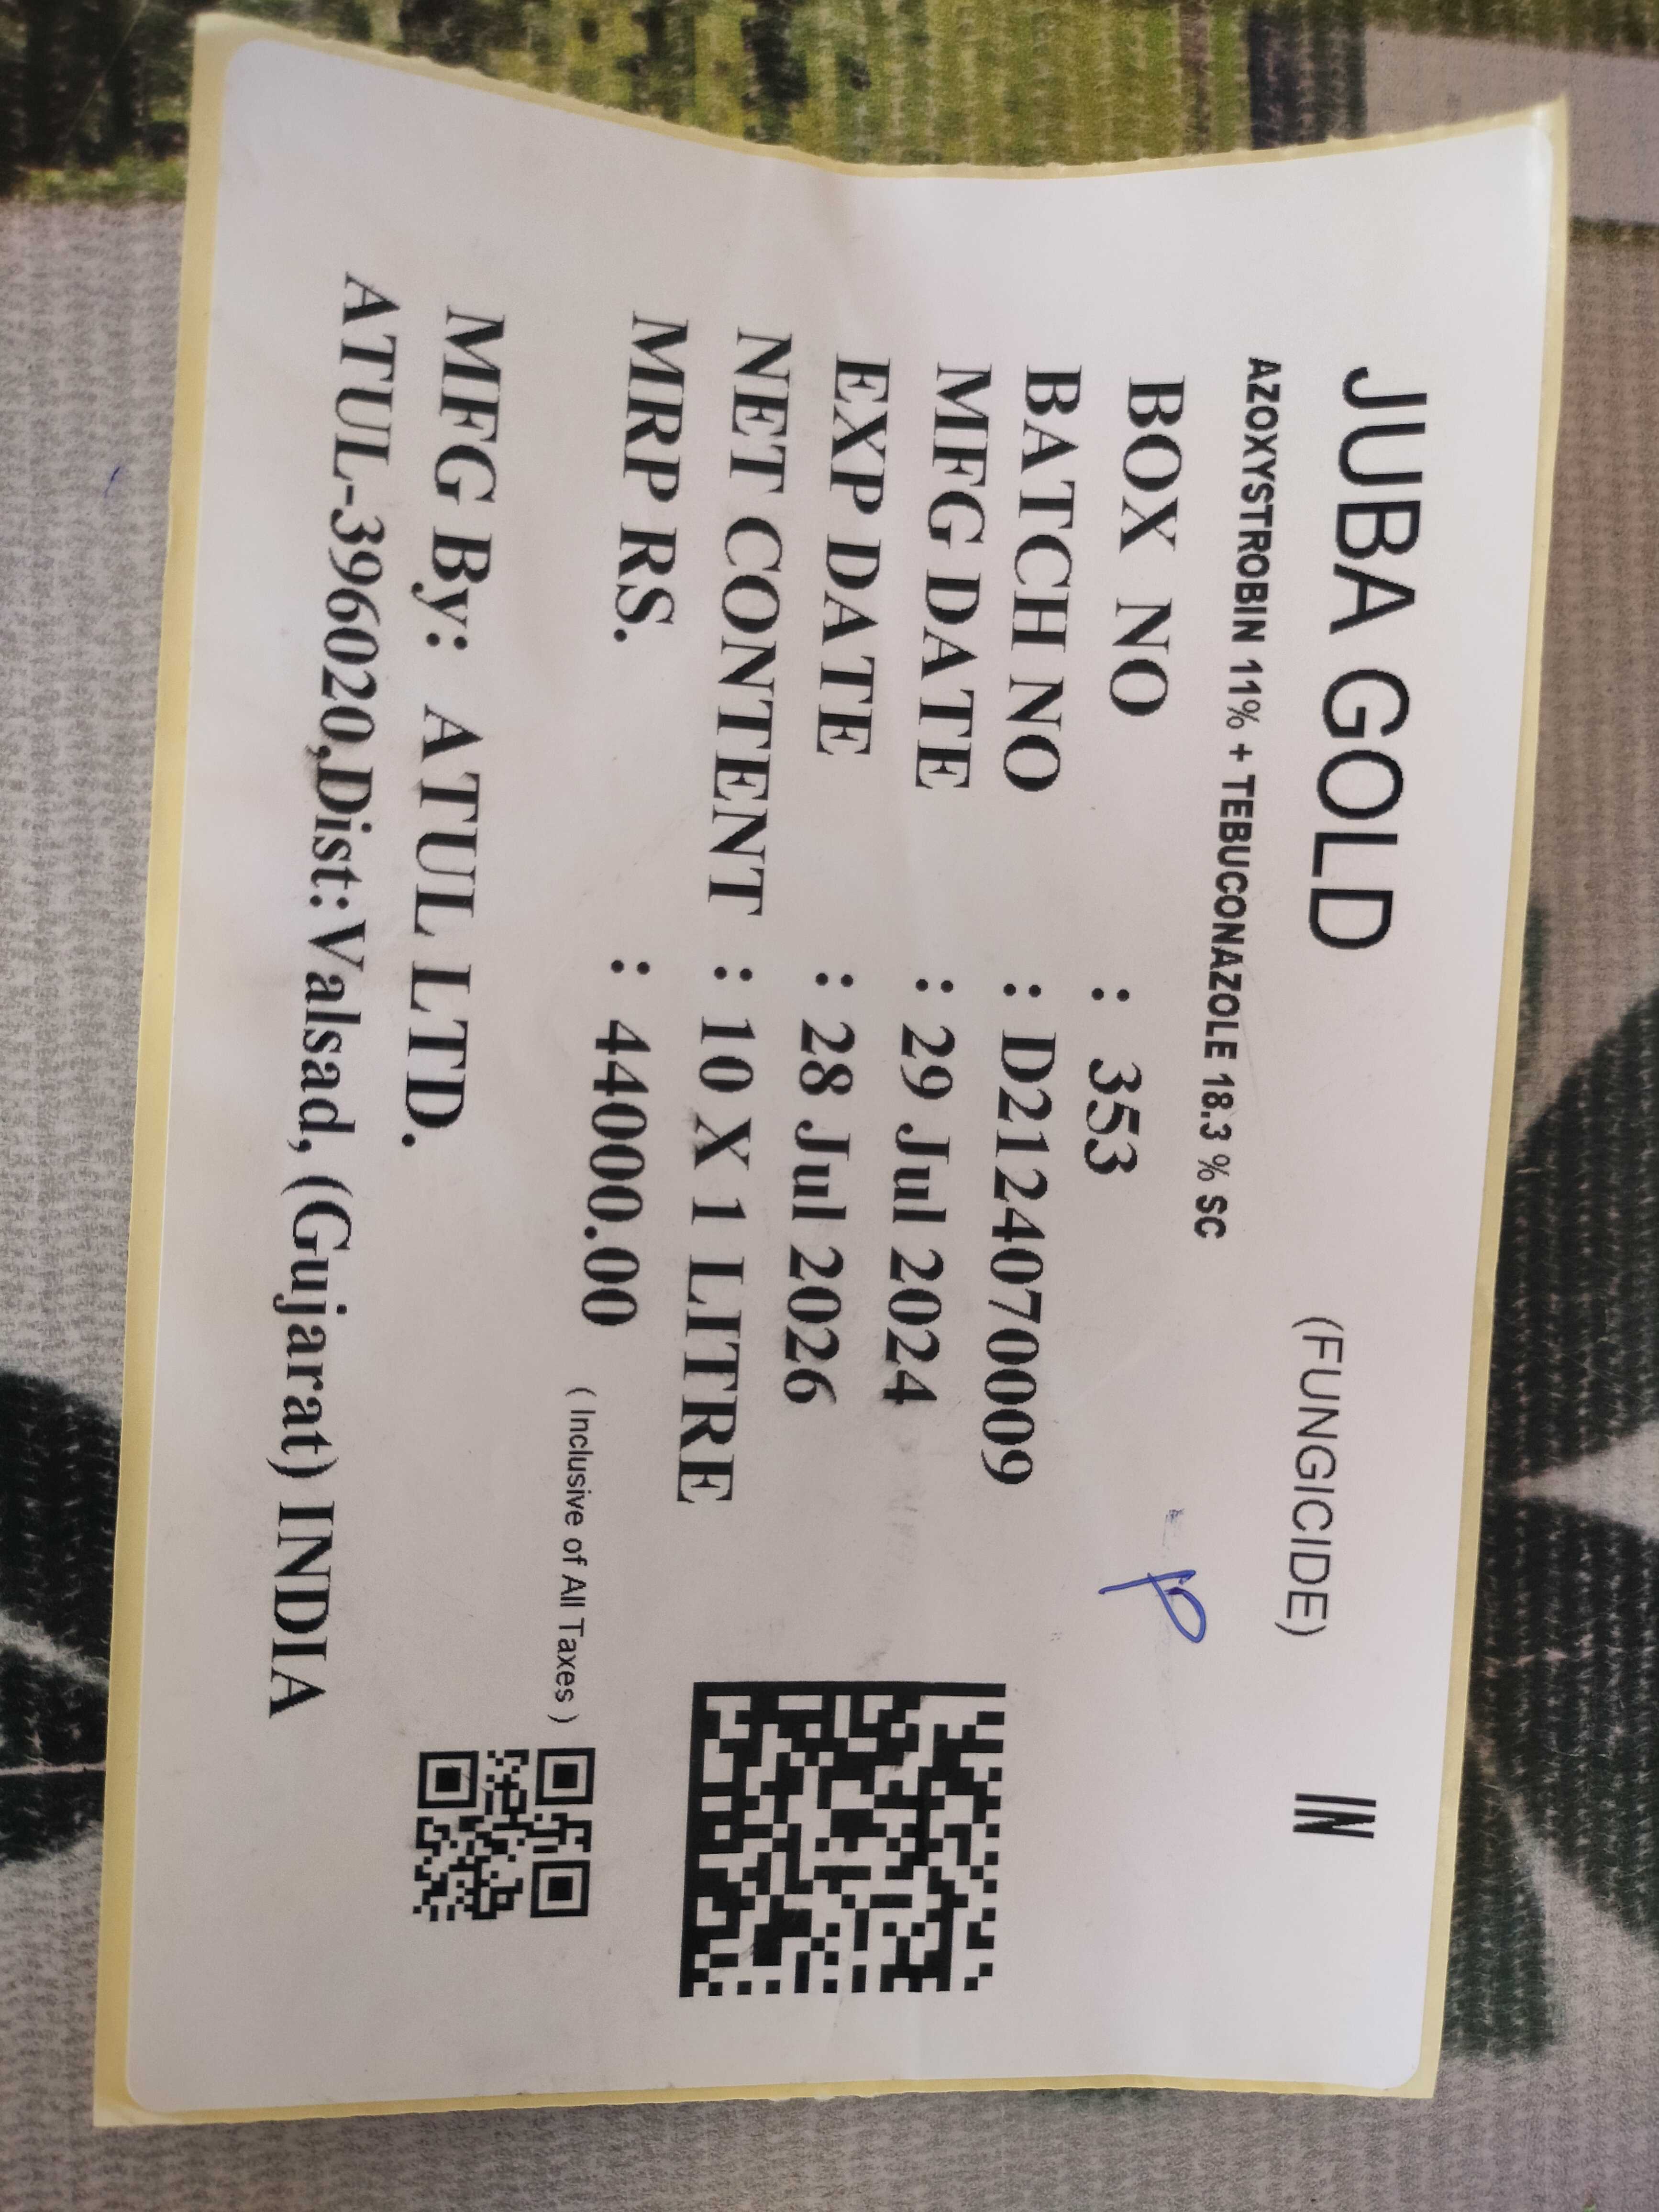 JUBA GOLD (FUNGICIDE) IN
AZOXYSTROBIN 11% + TEBUCONAZOLE 18.3 % SC
BOX NO : 353 P
BATCH NO : D2124070009
MFG DATE : 29 Jul 2024
EXP DATE : 28 Jul 2026
NET CONTENT : 10 X 1 LITRE
MRP RS. : 44000.00 ( Inclusive of All Taxes )
MFG By: ATUL LTD.
ATUL-396020,Dist:Valsad, (Gujarat) INDIA